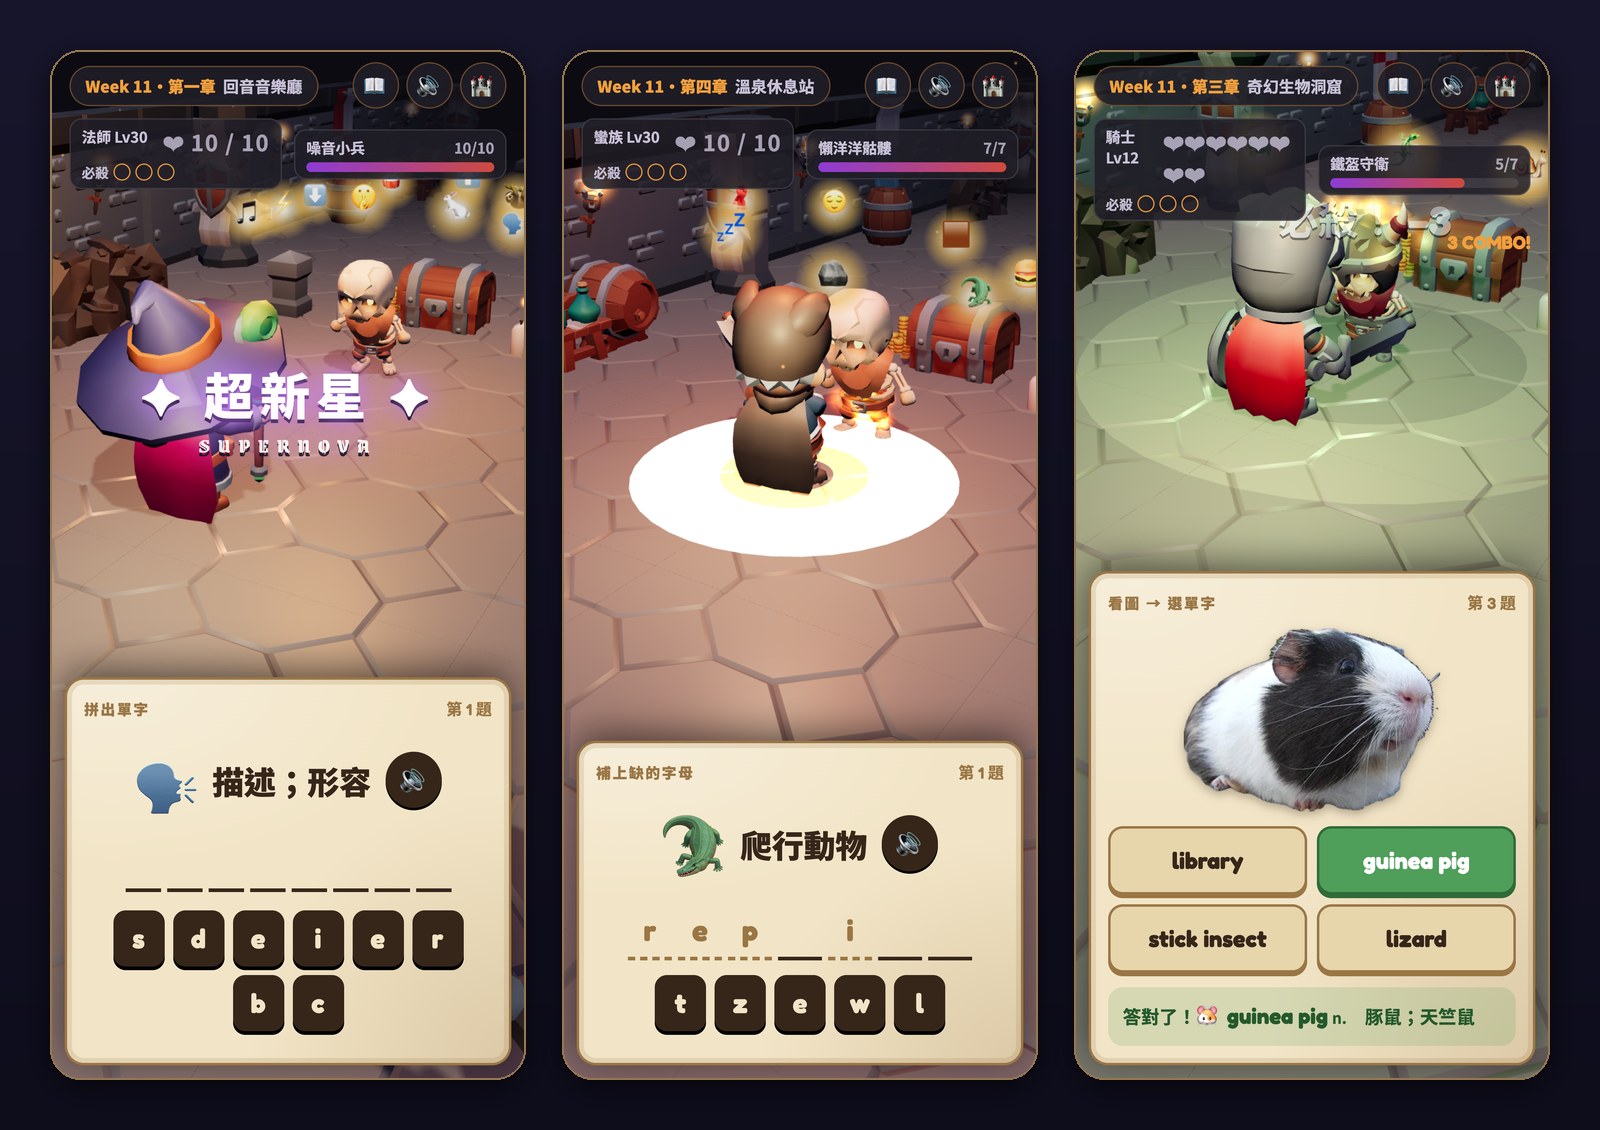 Week 11・第一章 回音音樂廳
法師 Lv30
10 / 10
必殺
噪音小兵 10/10
超新星
SUPERNOVA
拼出單字 第1題
描述；形容
s d e i e r
b c
Week 11・第四章 溫泉休息站
蠻族 Lv30
10 / 10
必殺
懶洋洋骷髏 7/7
zZZ
補上缺的字母 第1題
爬行動物
r e p i
t z e w l
Week 11・第三章 奇幻生物洞窟
騎士
Lv12
必殺
鐵盔守衛 5/7
必殺！-3
3 COMBO!
看圖 → 選單字 第3題
library guinea pig
stick insect lizard
答對了！ guinea pig n. 豚鼠；天竺鼠